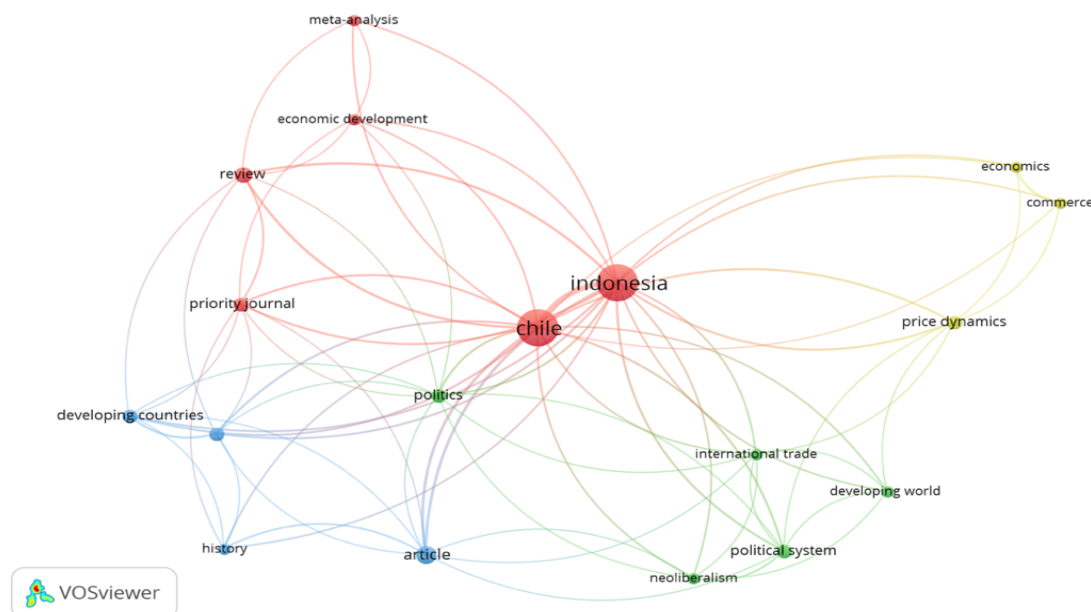 meta-analysis
economic development
review
economics
commerce
indonesia
priority journal
chile
price dynamics
politics
developing countries
international trade
developing world
history
article
political system
neoliberalism
VOSviewer